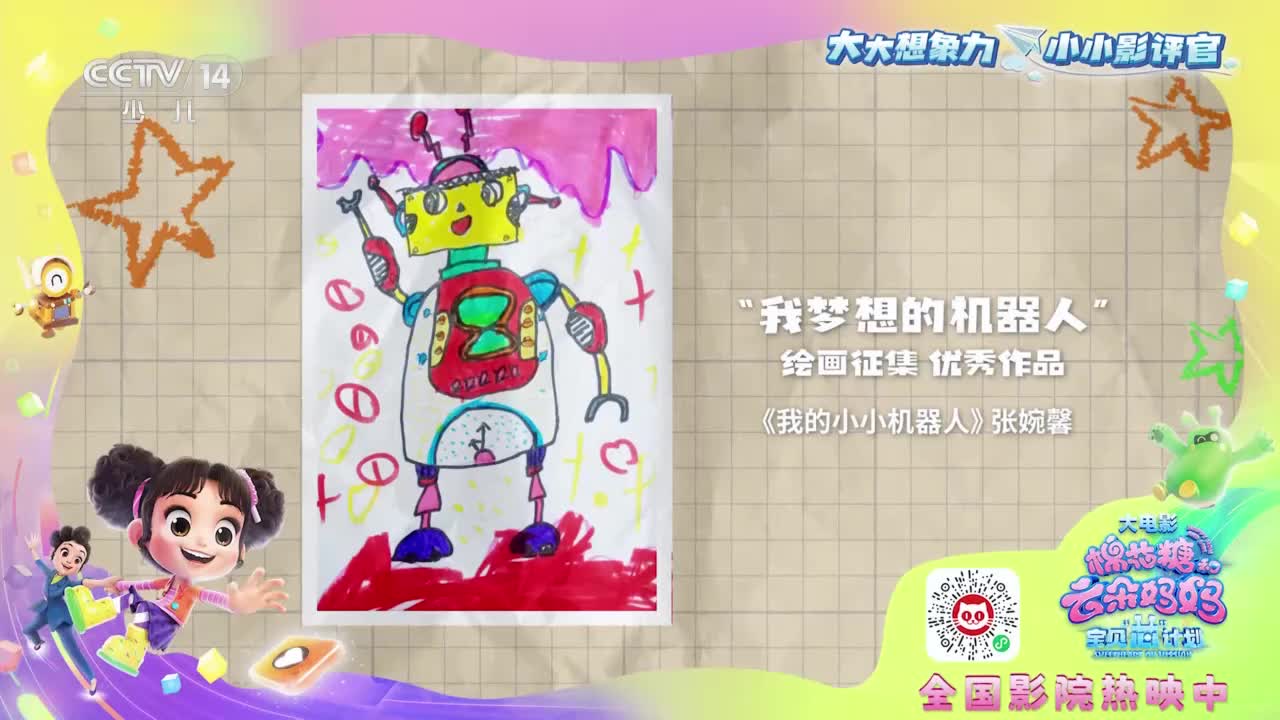 CCTV 14
少儿
大大想象力 小小影评官
“我梦想的机器人”
绘画征集 优秀作品
《我的小小机器人》张婉馨
大电影
棉花糖和
云朵妈妈
宝贝“芯”计划
全国影院热映中